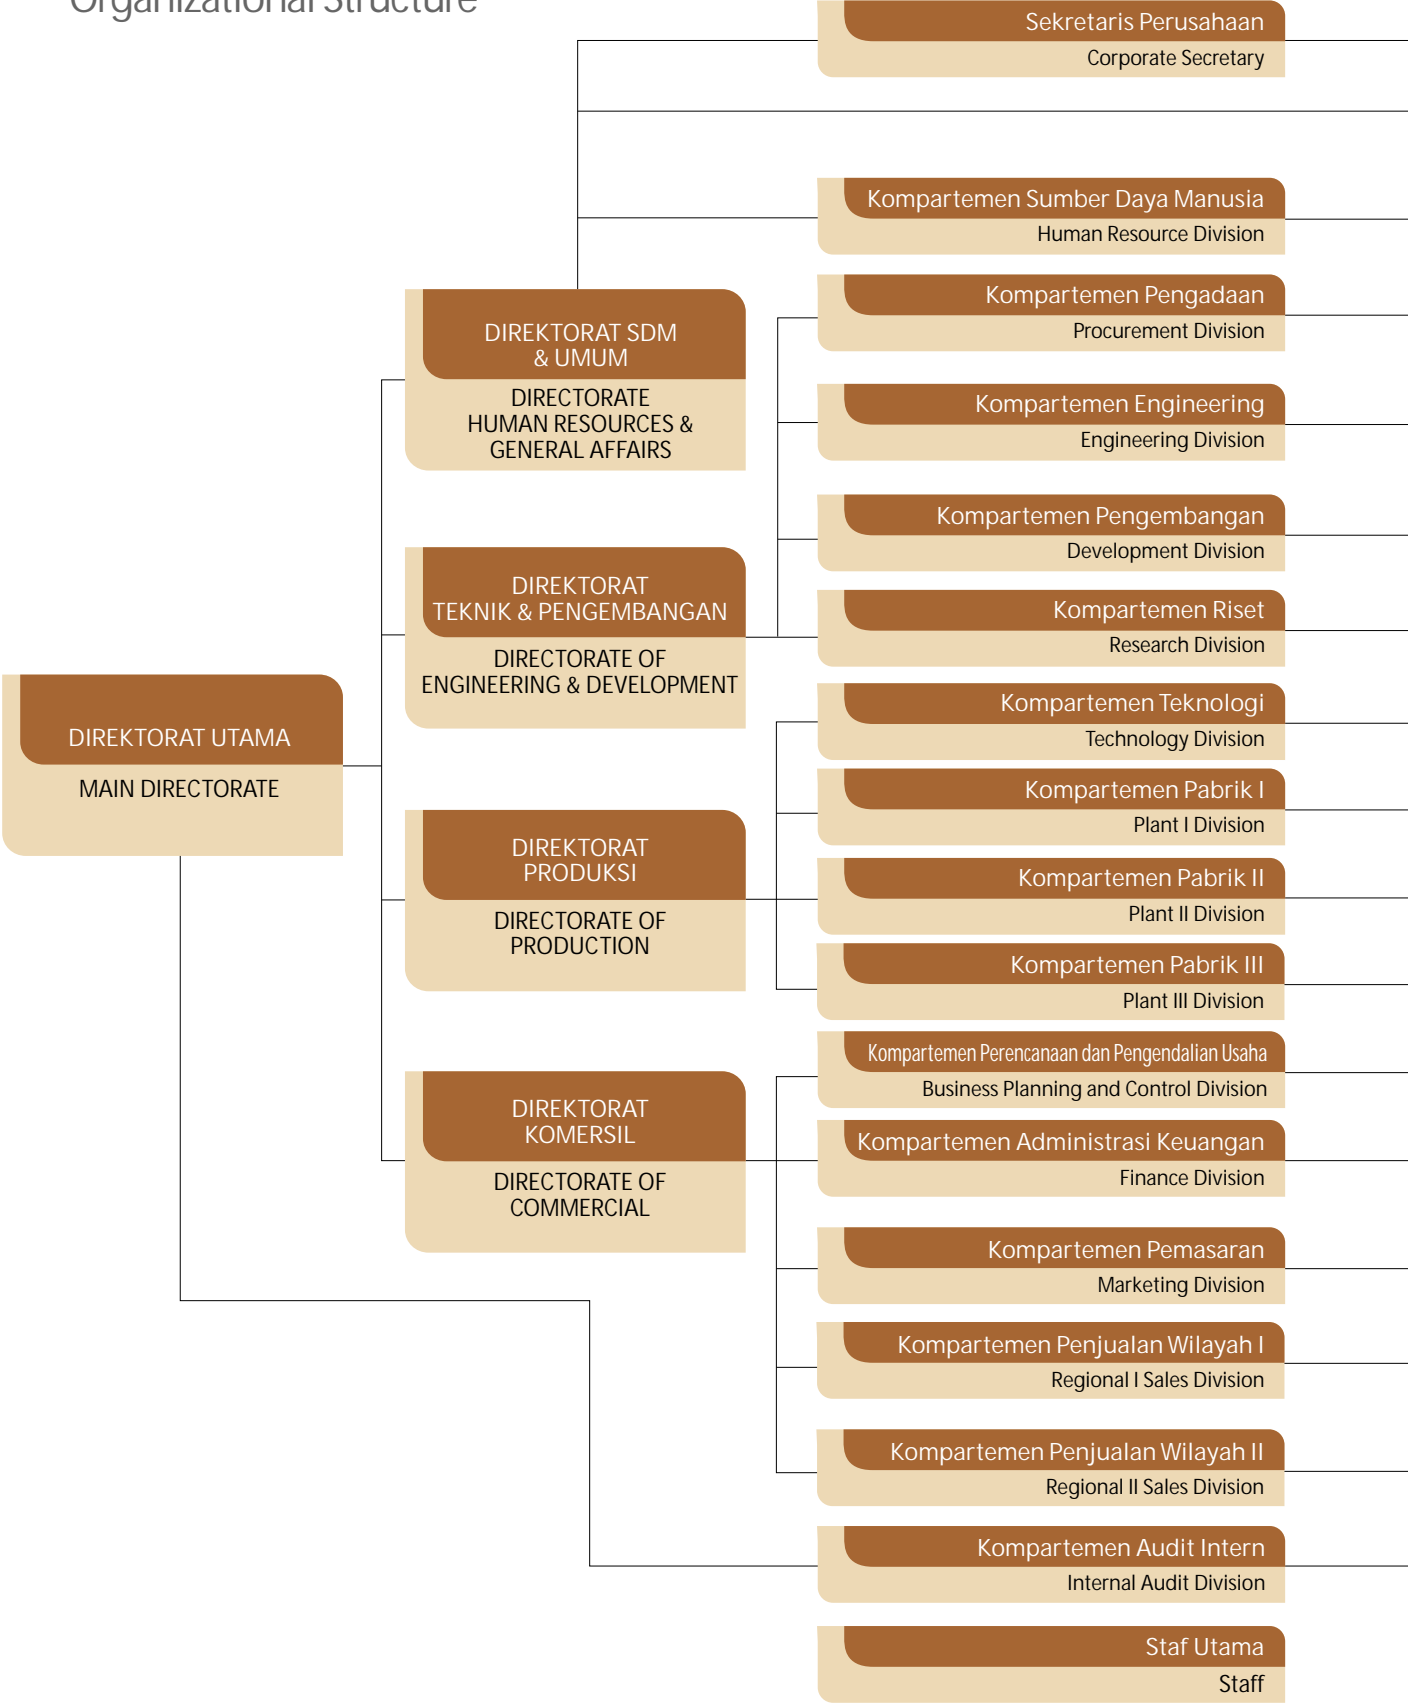 Organizational Structure
Sekretaris Perusahaan
Corporate Secretary
Kompartemen Sumber Daya Manusia
Human Resource Division
Kompartemen Pengadaan
Procurement Division
Kompartemen Engineering
Engineering Division
Kompartemen Pengembangan
Development Division
Kompartemen Riset
Research Division
Kompartemen Teknologi
Technology Division
Kompartemen Pabrik I
Plant I Division
Kompartemen Pabrik II
Plant II Division
Kompartemen Pabrik III
Plant III Division
Kompartemen Perencanaan dan Pengendalian Usaha
Business Planning and Control Division
Kompartemen Administrasi Keuangan
Finance Division
Kompartemen Pemasaran
Marketing Division
Kompartemen Penjualan Wilayah I
Regional I Sales Division
Kompartemen Penjualan Wilayah II
Regional II Sales Division
Kompartemen Audit Intern
Internal Audit Division
Staf Utama
Staff
DIREKTORAT SDM
& UMUM
DIRECTORATE
HUMAN RESOURCES &
GENERAL AFFAIRS
DIREKTORAT
TEKNIK & PENGEMBANGAN
DIRECTORATE OF
ENGINEERING & DEVELOPMENT
DIREKTORAT
PRODUKSI
DIRECTORATE OF
PRODUCTION
DIREKTORAT
KOMERSIL
DIRECTORATE OF
COMMERCIAL
DIREKTORAT UTAMA
MAIN DIRECTORATE